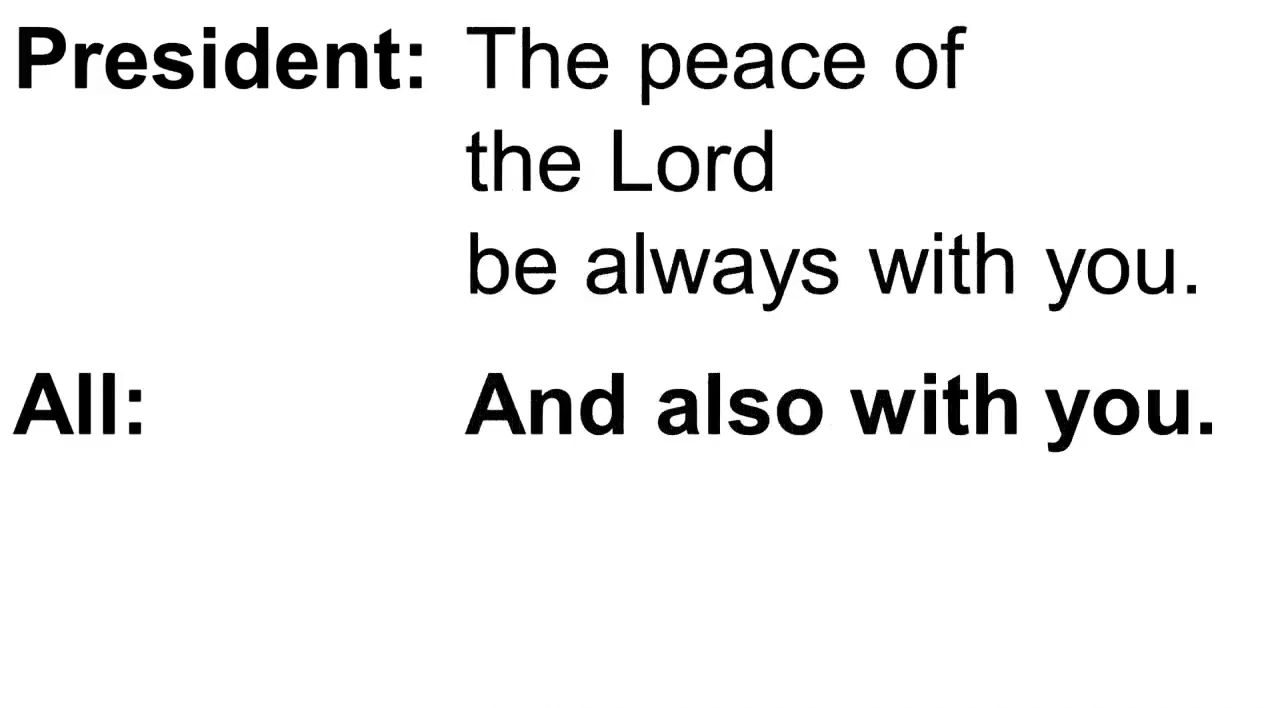 President: The peace of
the Lord
be always with you.
All: And also with you.